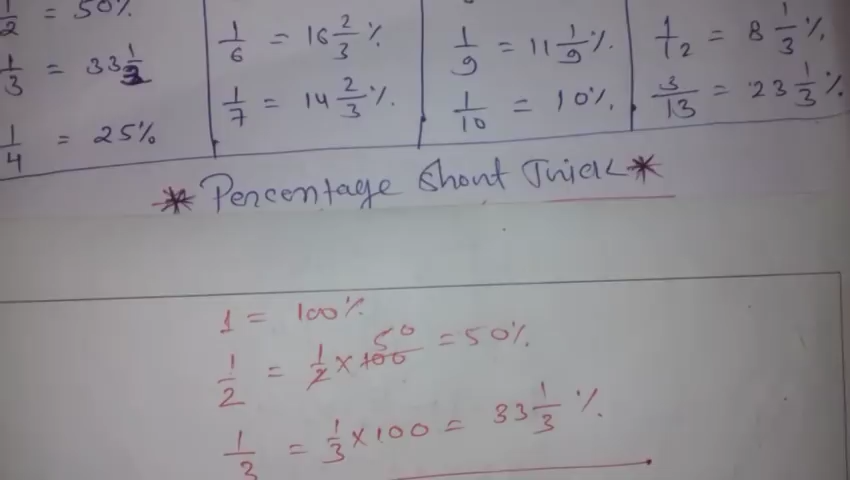 1/2 = 50%
1/3 = 33 1/3
1/4 = 25%
1/6 = 16 2/3 %
1/7 = 14 2/3 %.
1/9 = 11 1/9 %.
1/10 = 10%.
1/12 = 8 1/3 %.
3/13 = 23 1/3 %.
* Percentage Short Trick *
1 = 100%
1/2 = 1/2 × 100 50 = 50%.
1/3 = 1/3 × 100 = 33 1/3 %.